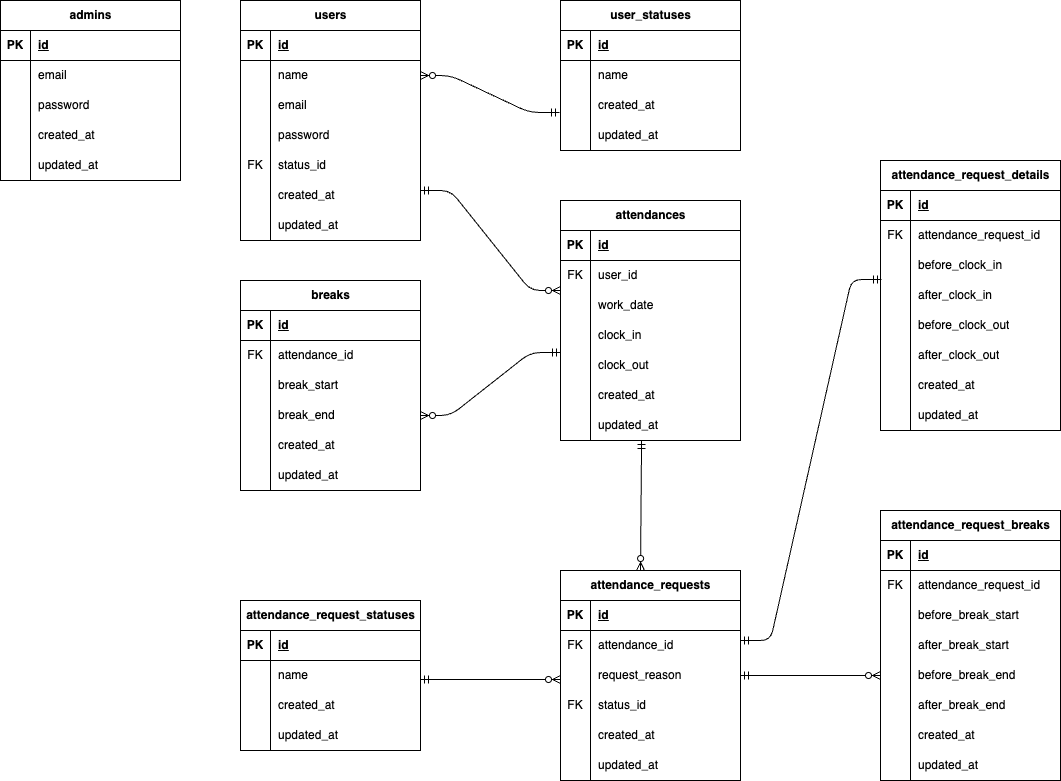 admins
PK id
email
password
created_at
updated_at
users
PK id
name
email
password
FK status_id
created_at
updated_at
user_statuses
PK id
name
created_at
updated_at
attendance_request_details
PK id
FK attendance_request_id
before_clock_in
after_clock_in
before_clock_out
after_clock_out
created_at
updated_at
attendances
PK id
FK user_id
work_date
clock_in
clock_out
created_at
updated_at
breaks
PK id
FK attendance_id
break_start
break_end
created_at
updated_at
attendance_request_breaks
PK id
FK attendance_request_id
before_break_start
after_break_start
before_break_end
after_break_end
created_at
updated_at
attendance_requests
PK id
FK attendance_id
request_reason
FK status_id
created_at
updated_at
attendance_request_statuses
PK id
name
created_at
updated_at